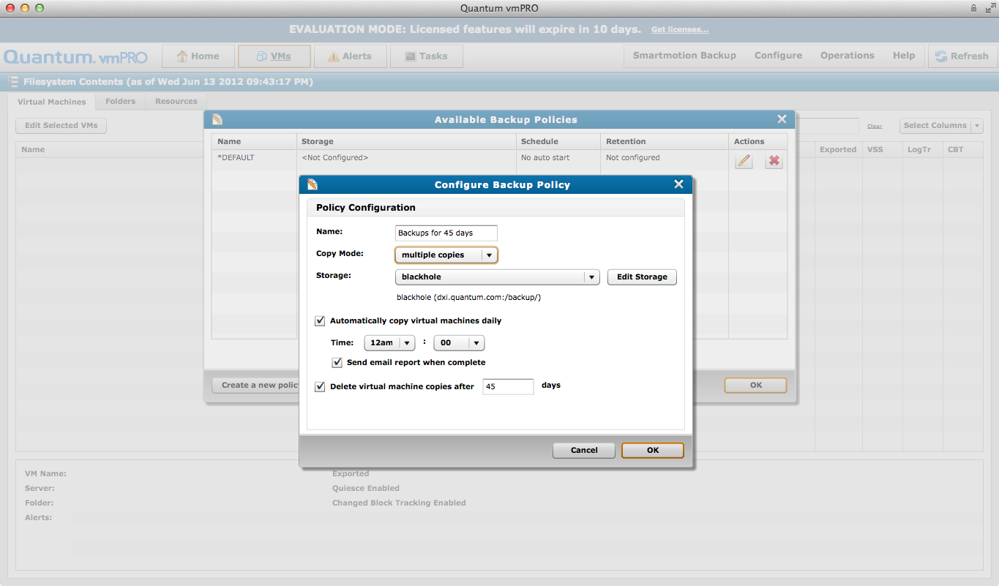 Quantum vmPRO
EVALUATION MODE: Licensed features will expire in 10 days. Get licenses...
Quantum. vmPRO Home VMs Alerts Tasks Smartmotion Backup Configure Operations Help Refresh
Filesystem Contents (as of Wed Jun 13 2012 09:43:17 PM)
Virtual Machines Folders Resources
Available Backup Policies
Edit Selected VMs Clear Select Columns
Name Storage Schedule Retention Actions
Name Exported VSS LogTr CBT
*DEFAULT <Not Configured> No auto start Not configured
Configure Backup Policy
Policy Configuration
Name: Backups for 45 days
Copy Mode: multiple copies
Storage: blackhole Edit Storage
blackhole (dxi.quantum.com:/backup/)
Automatically copy virtual machines daily
Time: 12am : 00
Send email report when complete
Delete virtual machine copies after 45 days
Create a new polic OK
Cancel OK
VM Name: Exported
Server: Quiesce Enabled
Folder: Changed Block Tracking Enabled
Alerts: